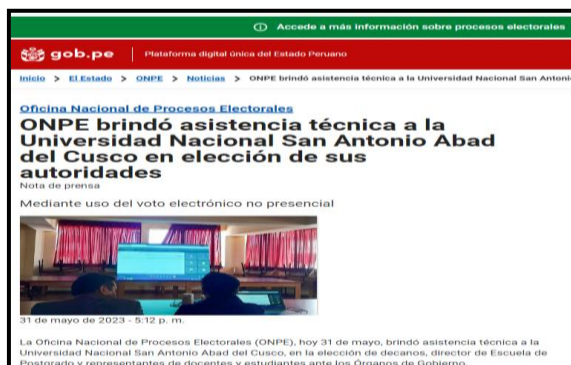 Accede a más información sobre procesos electorales
gob.pe | Plataforma digital única del Estado Peruano
Inicio > El Estado > ONPE > Noticias > ONPE brindó asistencia técnica a la Universidad Nacional San Antoni
Oficina Nacional de Procesos Electorales
ONPE brindó asistencia técnica a la
Universidad Nacional San Antonio Abad
del Cusco en elección de sus
autoridades
Nota de prensa
Mediante uso del voto electrónico no presencial
31 de mayo de 2023 - 5:12 p. m.
La Oficina Nacional de Procesos Electorales (ONPE), hoy 31 de mayo, brindó asistencia técnica a la
Universidad Nacional San Antonio Abad del Cusco, en la elección de decanos, director de Escuela de
Postgrado y representantes de docentes y estudiantes ante los Órganos de Gobierno.